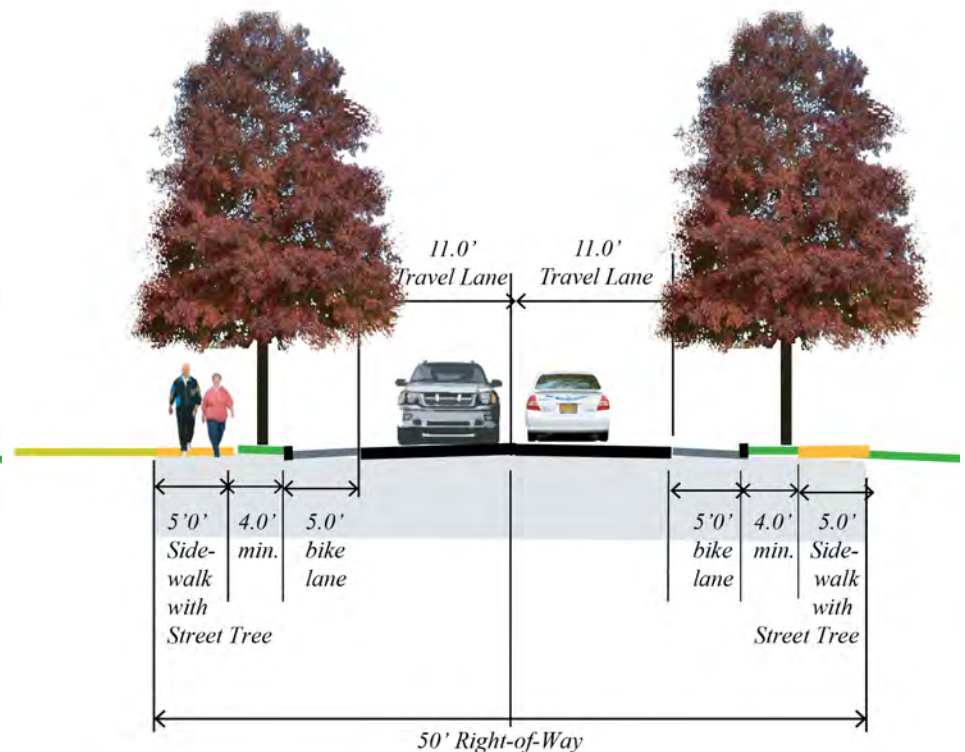 11.0’
Travel Lane
11.0’
Travel Lane
5’0’
Side-
walk
with
Street Tree
4.0’
min.
5.0’
bike
lane
5’0’
bike
lane
4.0’
min.
5.0’
Side-
walk
with
Street Tree
50’ Right-of-Way